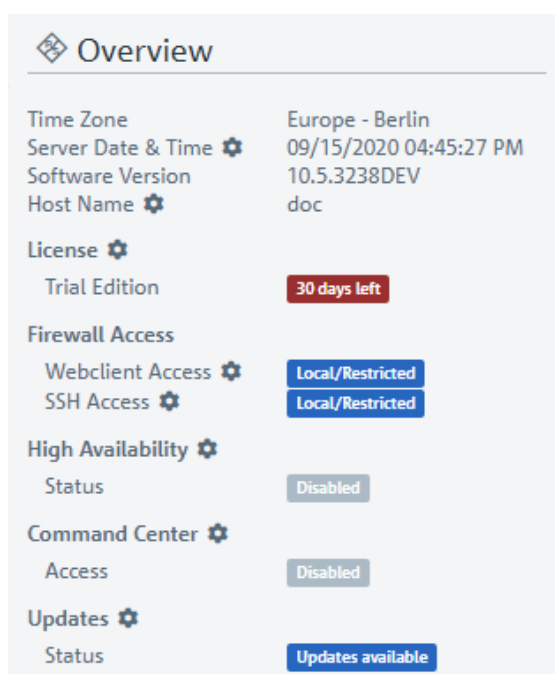 Overview
Time Zone Europe - Berlin
Server Date & Time 09/15/2020 04:45:27 PM
Software Version 10.5.3238DEV
Host Name doc
License
Trial Edition 30 days left
Firewall Access
Webclient Access Local/Restricted
SSH Access Local/Restricted
High Availability
Status Disabled
Command Center
Access Disabled
Updates
Status Updates available